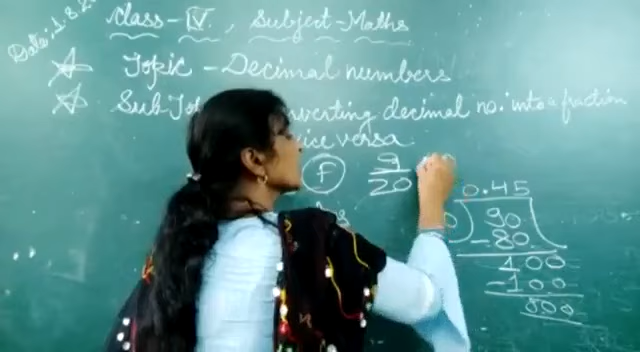 Date:1.8.2
Class-IV, Subject-Maths
Topic - Decimal numbers
Sub To verting decimal no. into a fraction
vice versa
f 9/20
0.45
0) 90
-80
100
-100
000